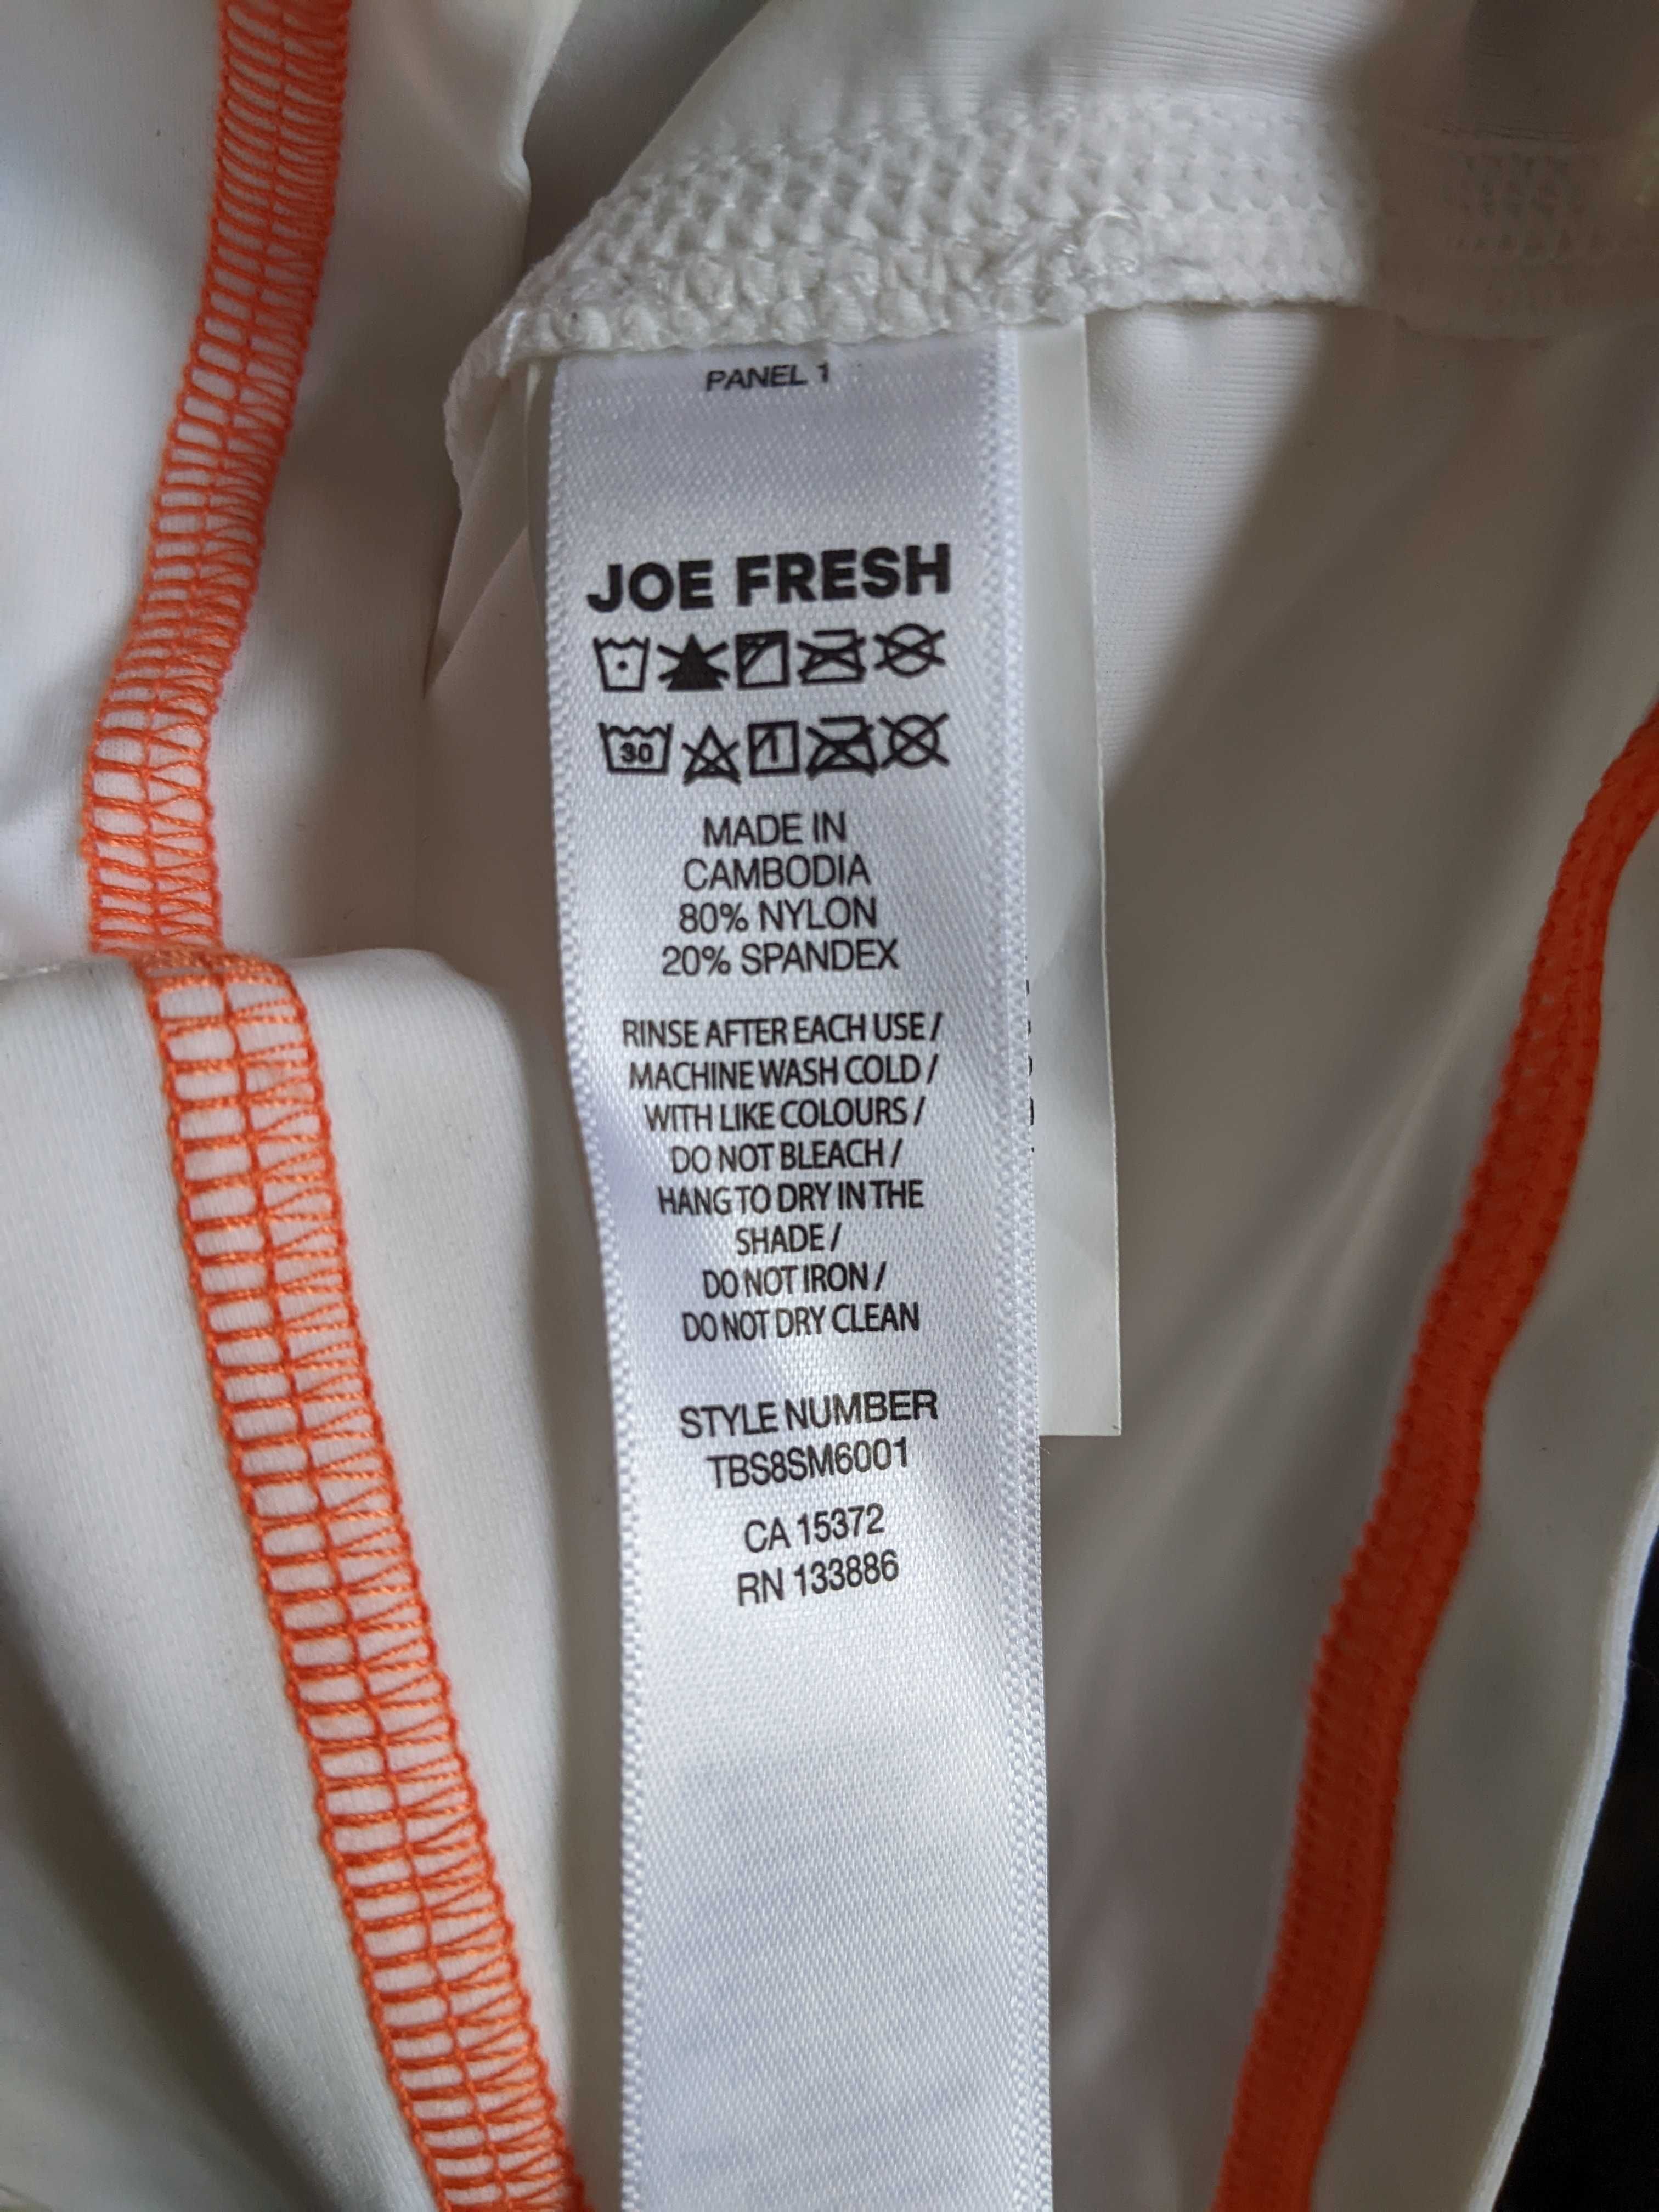 PANEL 1
JOE FRESH
30
MADE IN
CAMBODIA
80% NYLON
20% SPANDEX
RINSE AFTER EACH USE /
MACHINE WASH COLD /
WITH LIKE COLOURS /
DO NOT BLEACH /
HANG TO DRY IN THE
SHADE /
DO NOT IRON /
DO NOT DRY CLEAN
STYLE NUMBER
TBS8SM6001
CA 15372
RN 133886